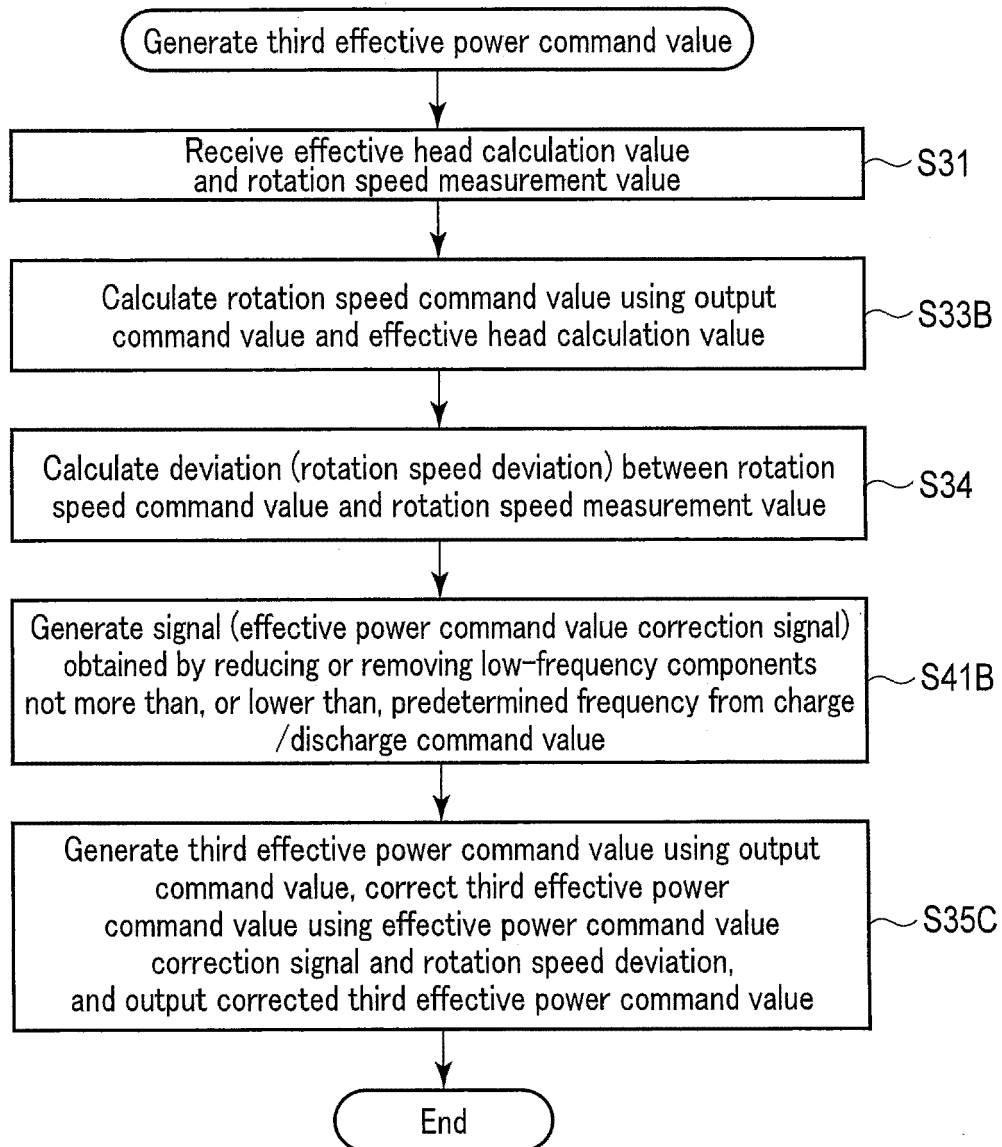 Generate third effective power command value
Receive effective head calculation value
and rotation speed measurement value
S31
Calculate rotation speed command value using output
command value and effective head calculation value
S33B
Calculate deviation (rotation speed deviation) between rotation
speed command value and rotation speed measurement value
S34
Generate signal (effective power command value correction signal)
obtained by reducing or removing low-frequency components
not more than, or lower than, predetermined frequency from charge
/discharge command value
S41B
Generate third effective power command value using output
command value, correct third effective power
command value using effective power command value
correction signal and rotation speed deviation,
and output corrected third effective power command value
S35C
End